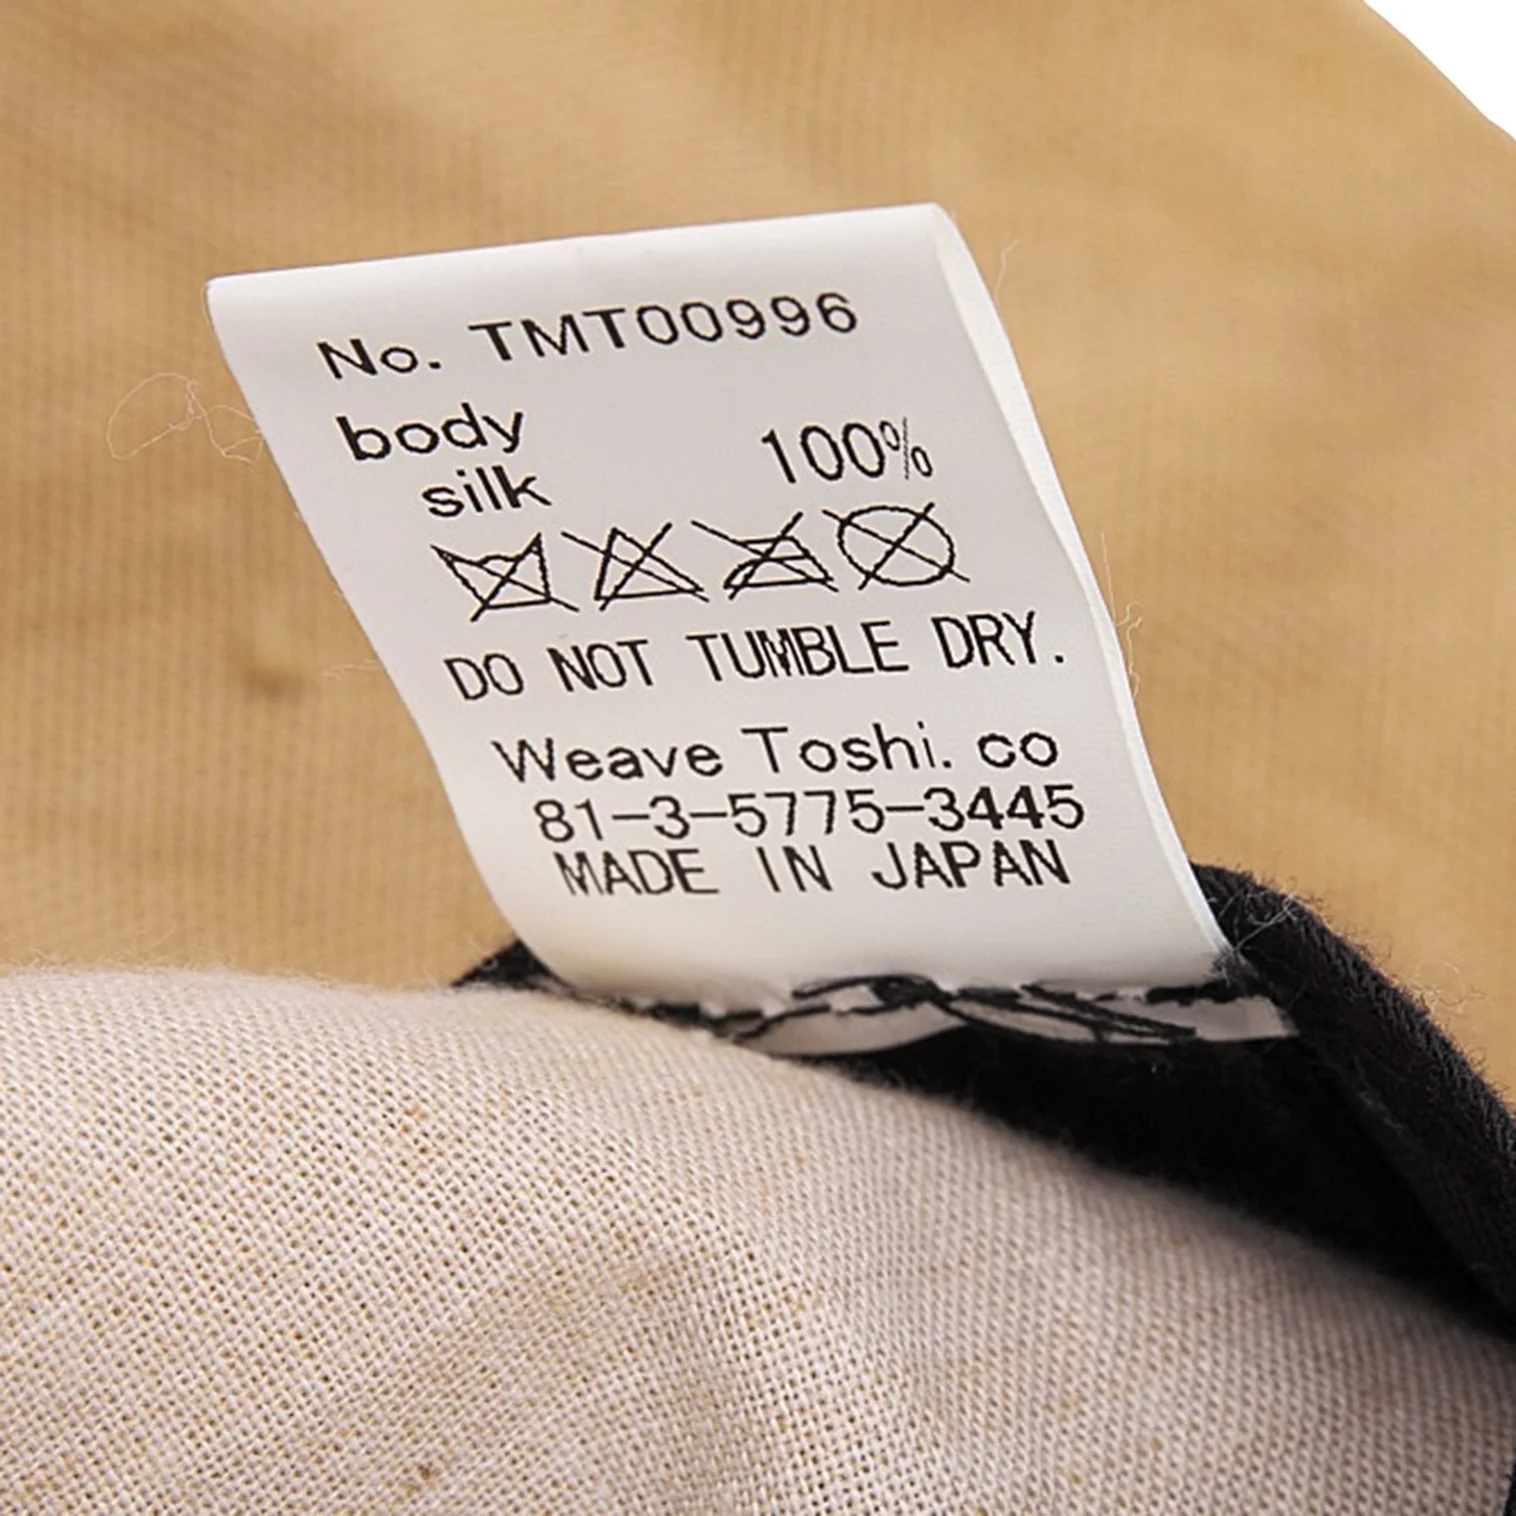 No. TMT00996
body
silk 100%
DO NOT TUMBLE DRY.
Weave Toshi. co
81-3-5775-3445
MADE IN JAPAN